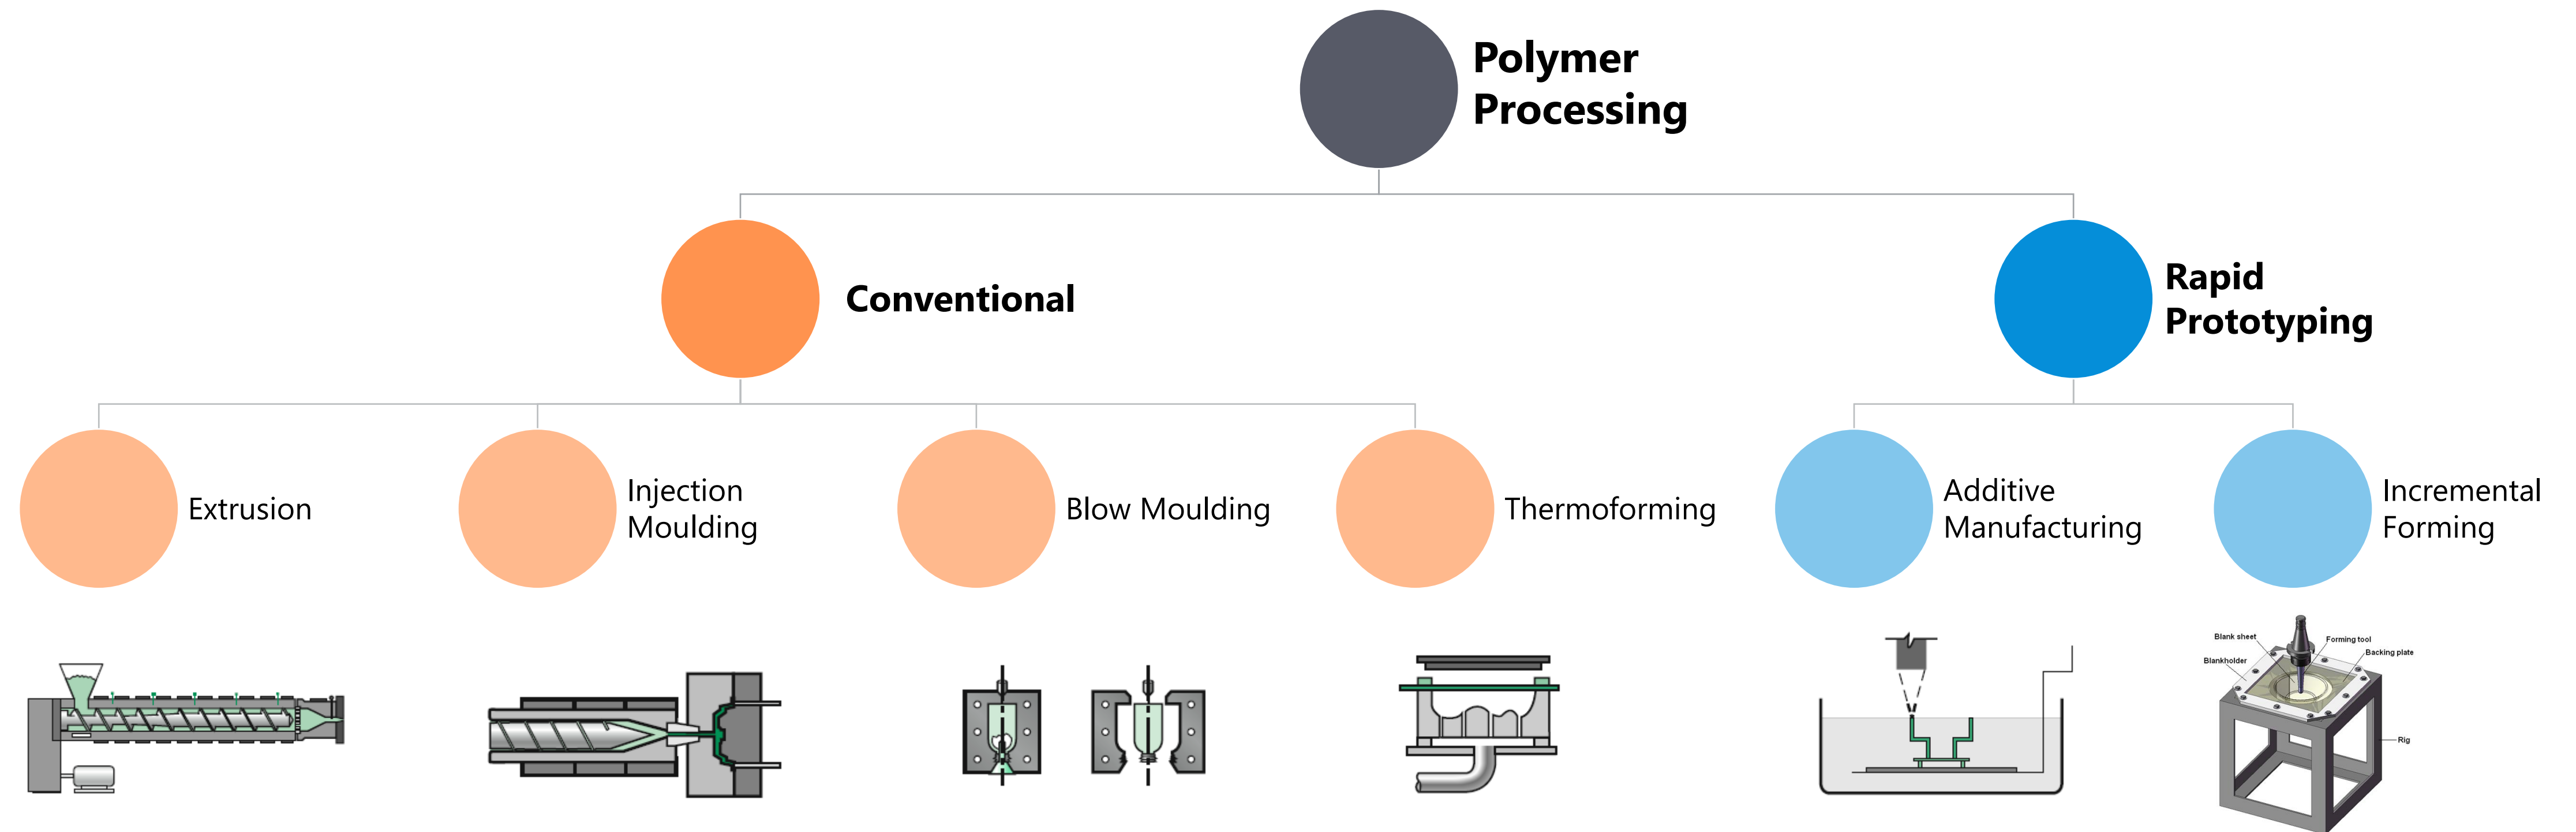 Polymer
Processing
Conventional
Rapid
Prototyping
Extrusion
Injection
Moulding
Blow Moulding
Thermoforming
Additive
Manufacturing
Incremental
Forming
Blank sheet
Forming tool
Backing plate
Blankholder
Rig